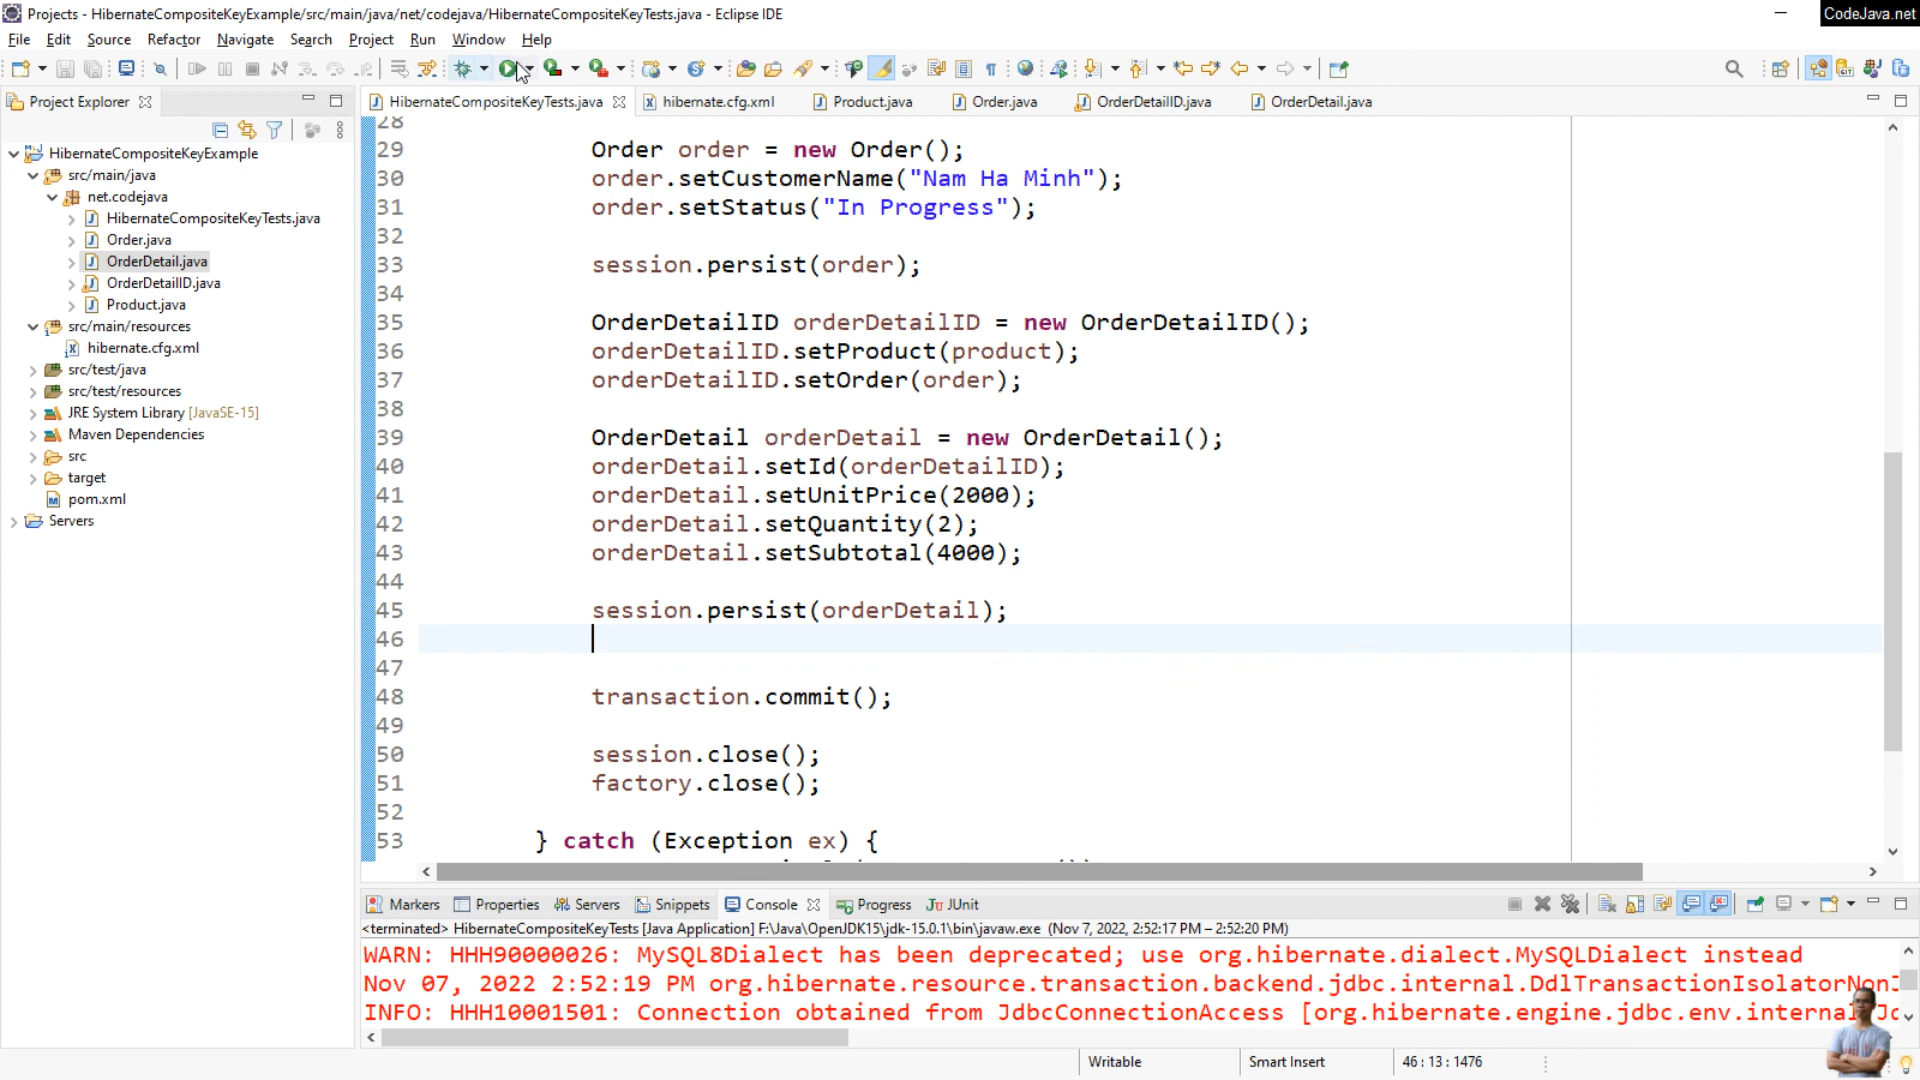 Projects - HibernateCompositeKeyExample/src/main/java/net/codejava/HibernateCompositeKeyTests.java - Eclipse IDE
CodeJava.net
File Edit Source Refactor Navigate Search Project Run Window Help
Project Explorer
HibernateCompositeKeyTests.java hibernate.cfg.xml Product.java Order.java OrderDetailID.java OrderDetail.java
HibernateCompositeKeyExample
src/main/java
net.codejava
HibernateCompositeKeyTests.java
Order.java
OrderDetail.java
OrderDetailID.java
Product.java
src/main/resources
hibernate.cfg.xml
src/test/java
src/test/resources
JRE System Library [JavaSE-15]
Maven Dependencies
src
target
pom.xml
Servers
28
29 Order order = new Order();
30 order.setCustomerName("Nam Ha Minh");
31 order.setStatus("In Progress");
32
33 session.persist(order);
34
35 OrderDetailID orderDetailID = new OrderDetailID();
36 orderDetailID.setProduct(product);
37 orderDetailID.setOrder(order);
38
39 OrderDetail orderDetail = new OrderDetail();
40 orderDetail.setId(orderDetailID);
41 orderDetail.setUnitPrice(2000);
42 orderDetail.setQuantity(2);
43 orderDetail.setSubtotal(4000);
44
45 session.persist(orderDetail);
46
47
48 transaction.commit();
49
50 session.close();
51 factory.close();
52
53 } catch (Exception ex) {
Markers Properties Servers Snippets Console Progress JUnit
<terminated> HibernateCompositeKeyTests [Java Application] F:\Java\OpenJDK15\jdk-15.0.1\bin\javaw.exe (Nov 7, 2022, 2:52:17 PM – 2:52:20 PM)
WARN: HHH90000026: MySQL8Dialect has been deprecated; use org.hibernate.dialect.MySQLDialect instead
Nov 07, 2022 2:52:19 PM org.hibernate.resource.transaction.backend.jdbc.internal.DdlTransactionIsolatorNonJ
INFO: HHH10001501: Connection obtained from JdbcConnectionAccess [org.hibernate.engine.jdbc.env.internal.Jd
Writable Smart Insert 46 : 13 : 1476